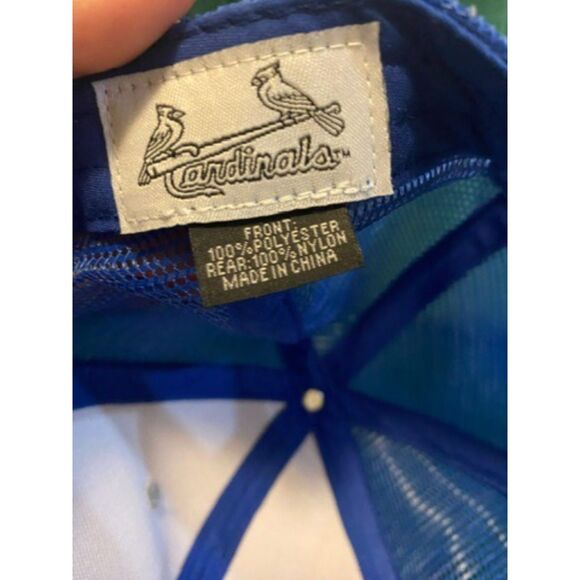 Cardinals™
FRONT:
100%POLYESTER
REAR:100%NYLON
MADE IN CHINA